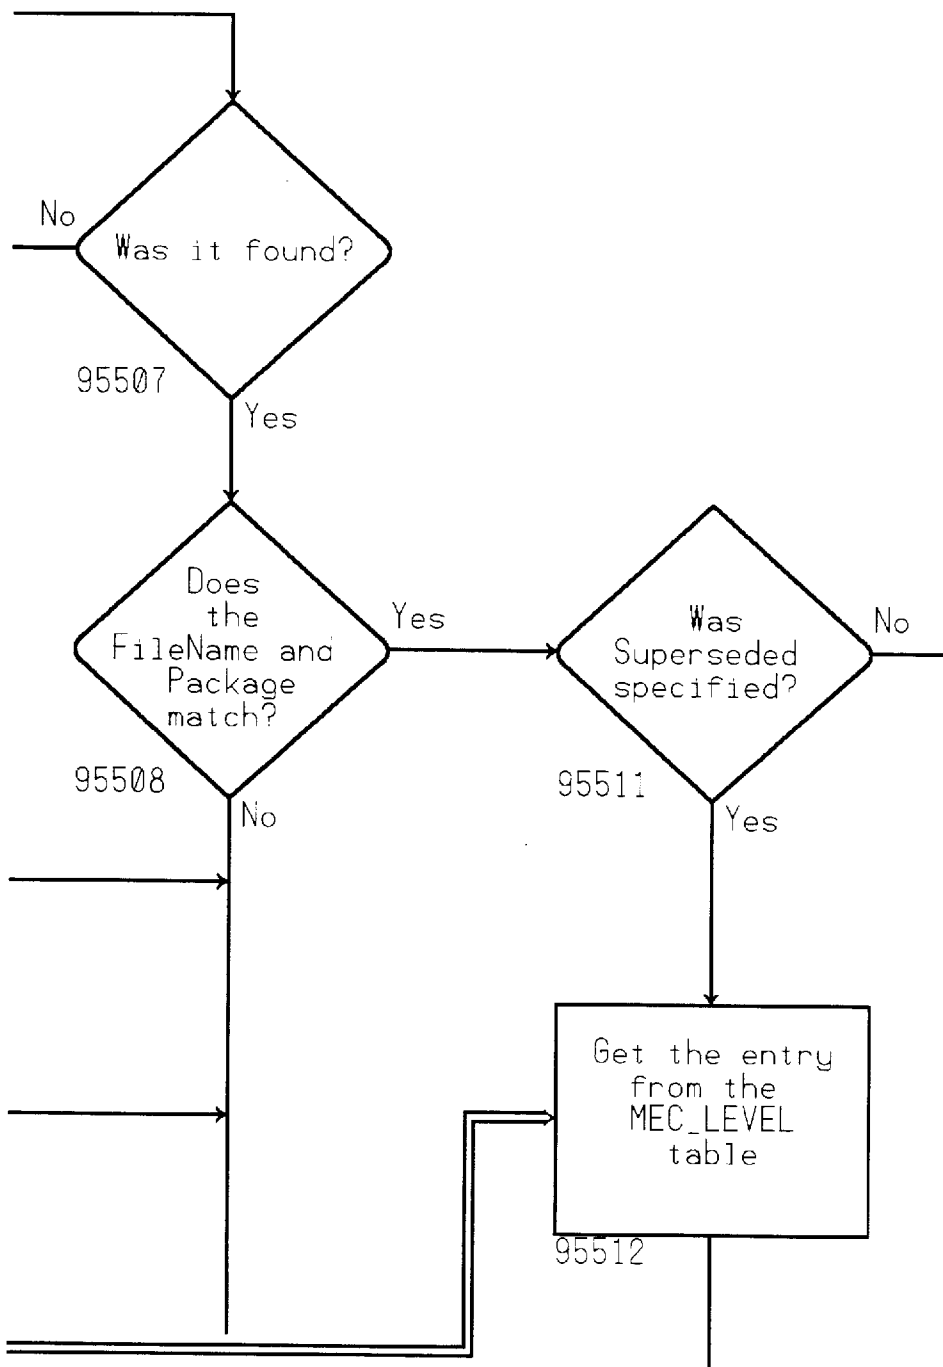 No
Was it found?
95507
Yes
Does
the
FileName and
Package
match?
Yes
95508
No
Was
Superseded
specified?
No
95511
Yes
Get the entry
from the
MEC_LEVEL
table
95512